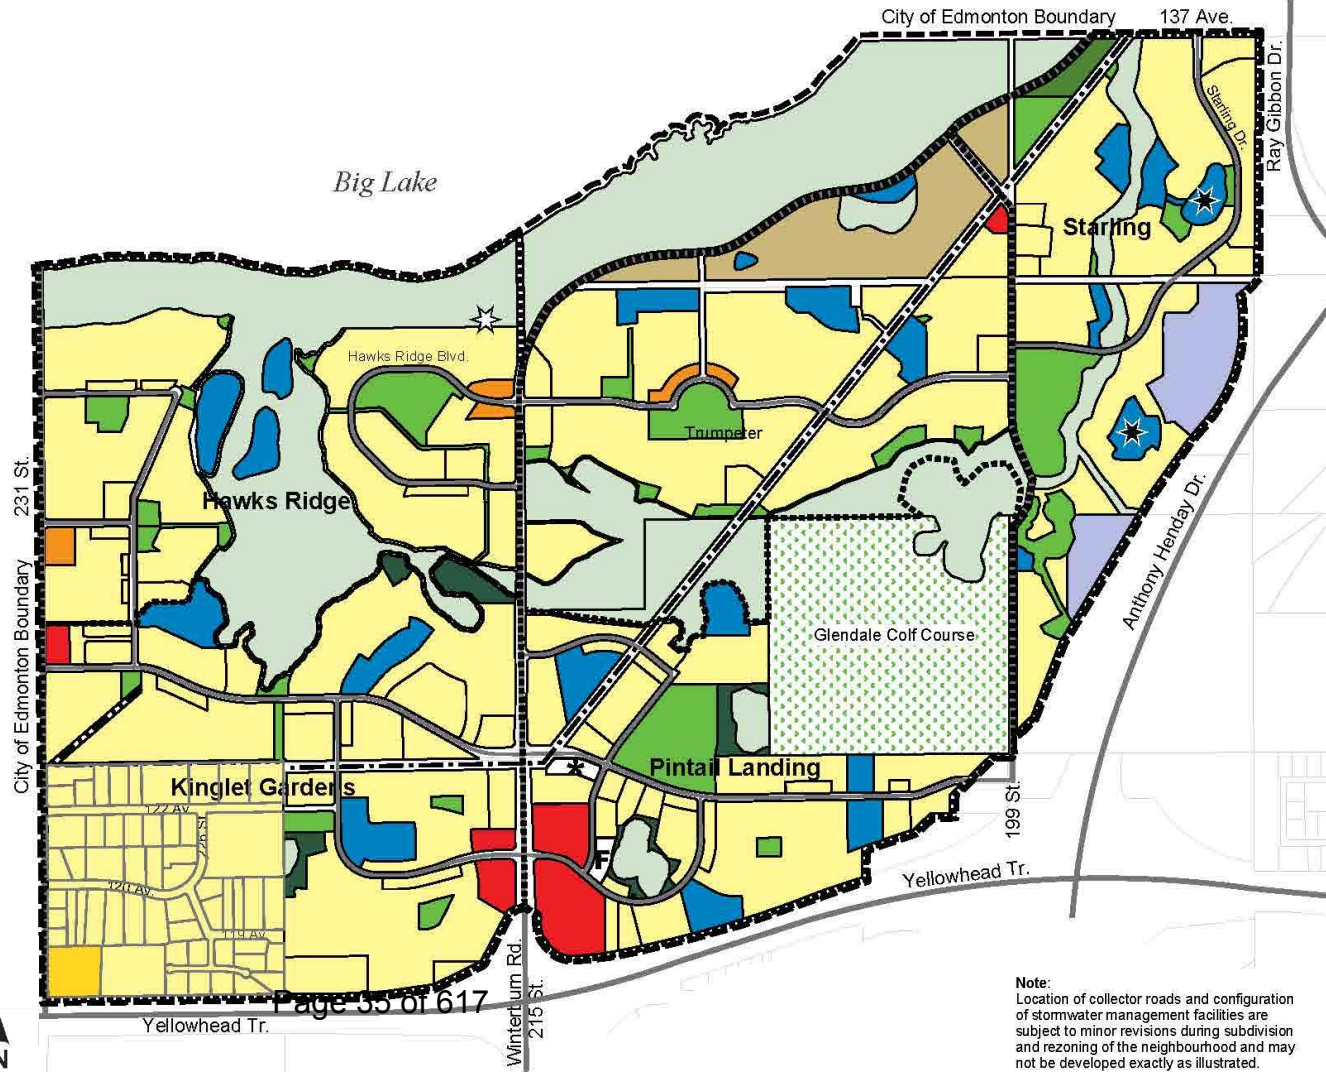 City of Edmonton Boundary
137 Ave.
Ray Gibbon Dr.
Starling Dr.
Big Lake
Starling
Hawks Ridge Blvd.
Trumpeter
231 St.
Hawks Ridge
City of Edmonton Boundary
Anthony Henday Dr.
Glendale Colf Course
Kinglet Gardens
Pintail Landing
122 AV
120 AV
119 AV
F
199 St.
Yellowhead Tr.
Page 35 of 617
Yellowhead Tr.
Winterburn Rd.
215 St.
N
Note:
Location of collector roads and configuration
of stormwater management facilities are
subject to minor revisions during subdivision
and rezoning of the neighbourhood and may
not be developed exactly as illustrated.